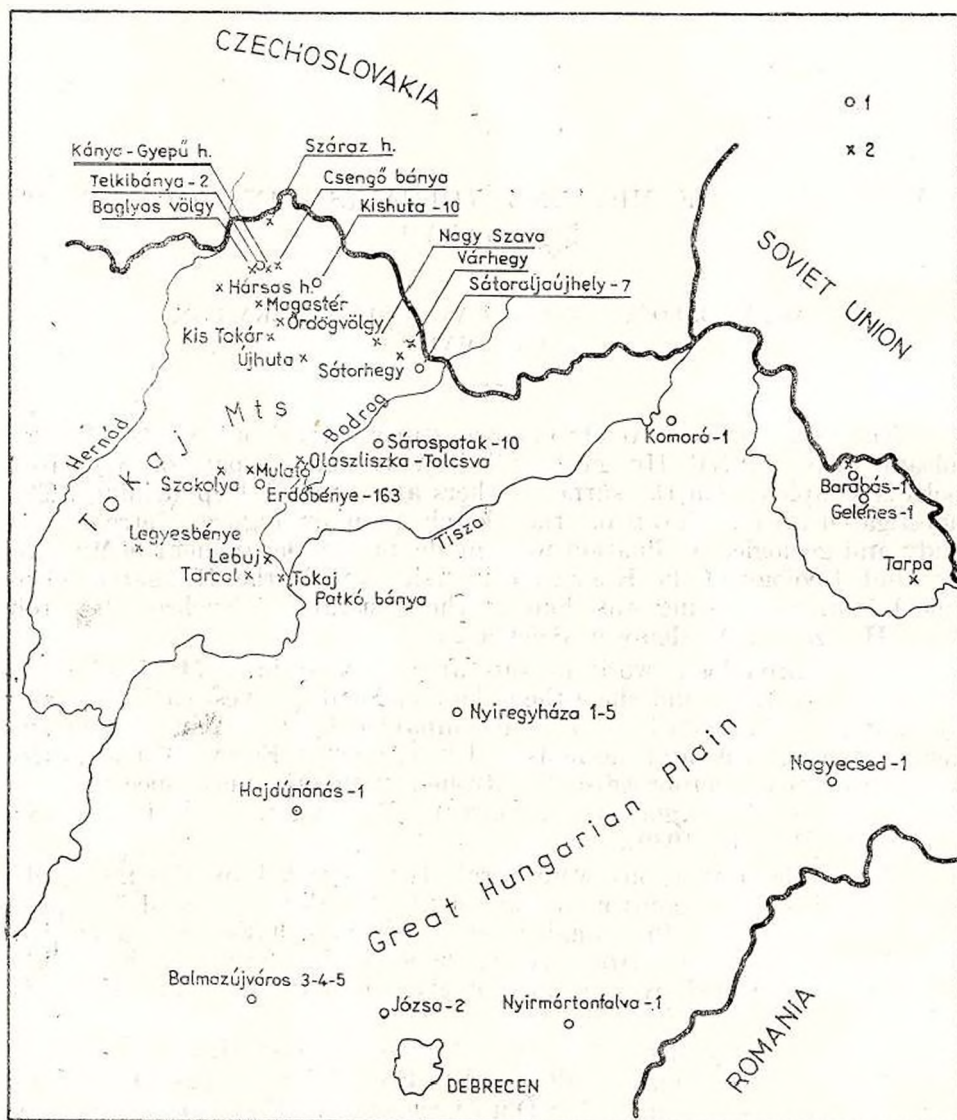 CZECHOSLOVAKIA
o 1
x 2
Kánya-Gyepű h.
Száraz h.
Telkibánya-2
Csengő bánya
Baglyos völgy
Kishuta-10
Nagy Szava
Várhegy
Sátoraljaújhely-7
SOVIET UNION
Hársas h.
Magastér
Ördögvölgy
Kis Tokár
Újhuta
Sátorhegy
Hernád
Tokaj Mts
Bodrog
Sárospatak-10
Komoró-1
Olaszliszka-Tolcsva
Mulató
Szokolya
Erdőbénye-163
Barabás-1
Gelénes-1
Tisza
Legyesbénye
Lebuj
Tarcal
Tokaj
Patkó bánya
Tarpa
Nyiregyháza 1-5
Nagyecsed-1
Hajdúnánás-1
Great Hungarian Plain
Balmazújváros 3-4-5
Józsa-2
Nyirmártonfalva-1
ROMANIA
DEBRECEN